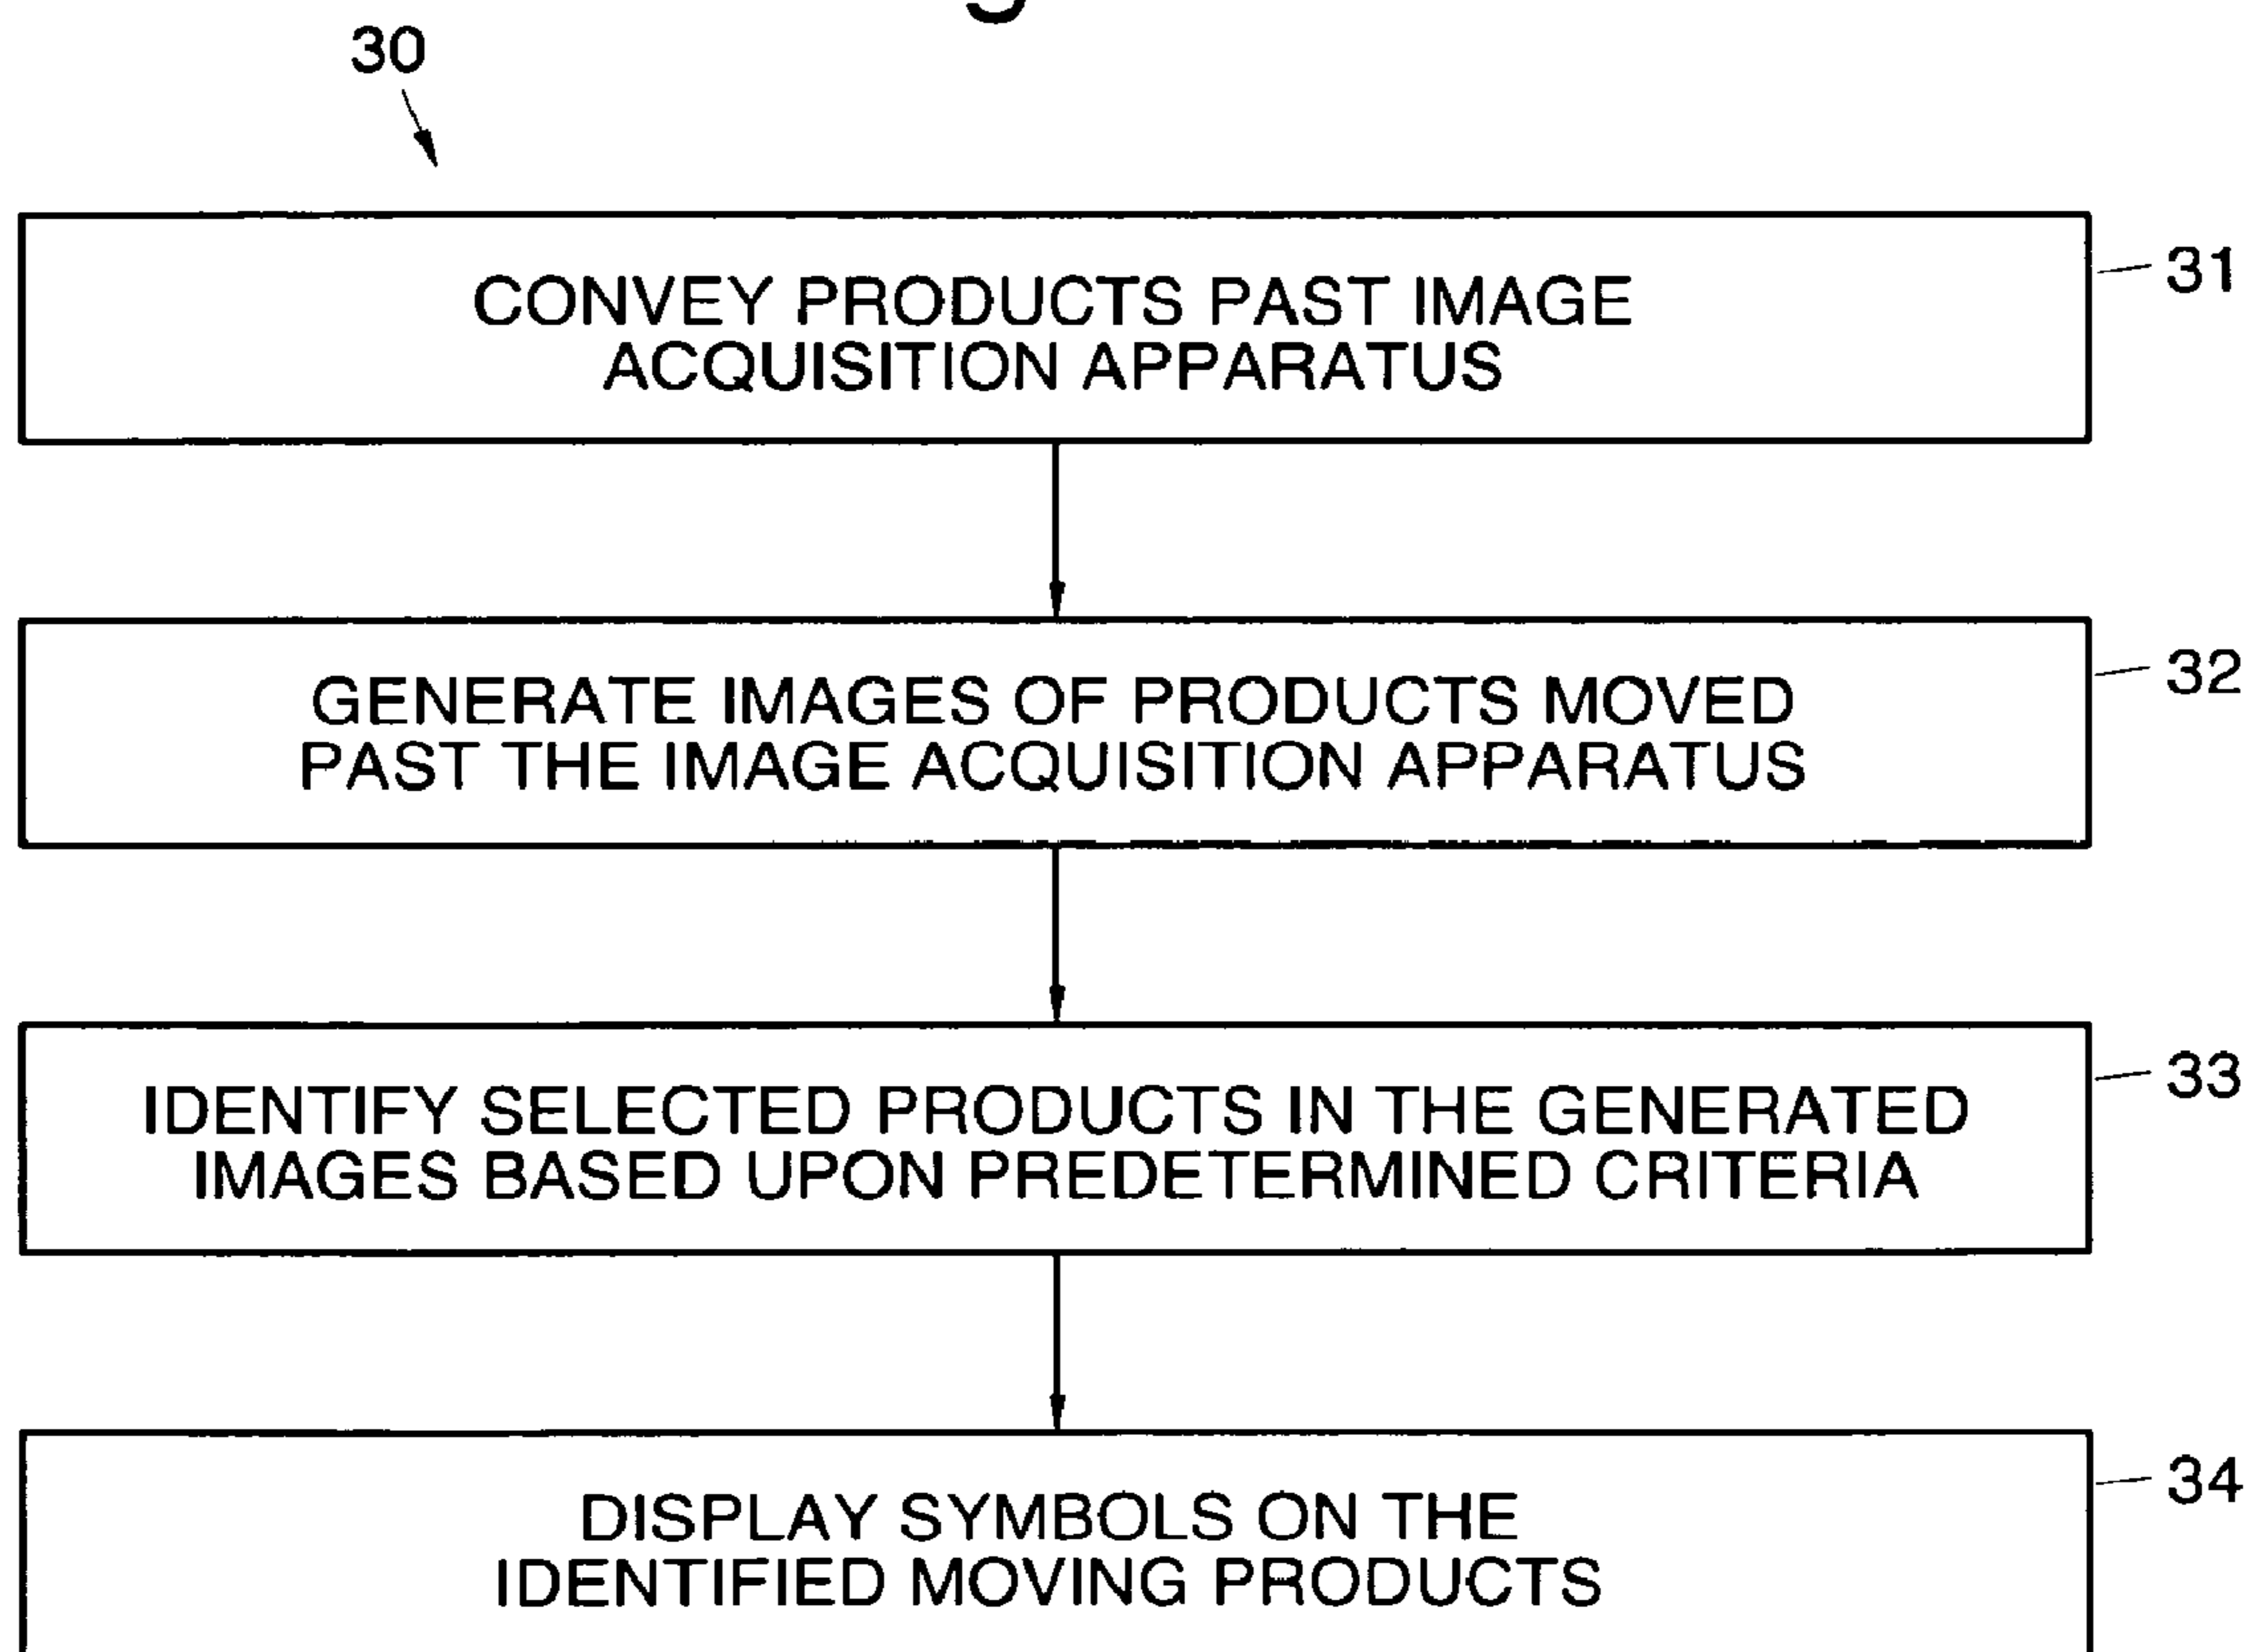 30
CONVEY PRODUCTS PAST IMAGE
ACQUISITION APPARATUS
31
GENERATE IMAGES OF PRODUCTS MOVED
PAST THE IMAGE ACQUISITION APPARATUS
32
IDENTIFY SELECTED PRODUCTS IN THE GENERATED
IMAGES BASED UPON PREDETERMINED CRITERIA
33
DISPLAY SYMBOLS ON THE
IDENTIFIED MOVING PRODUCTS
34